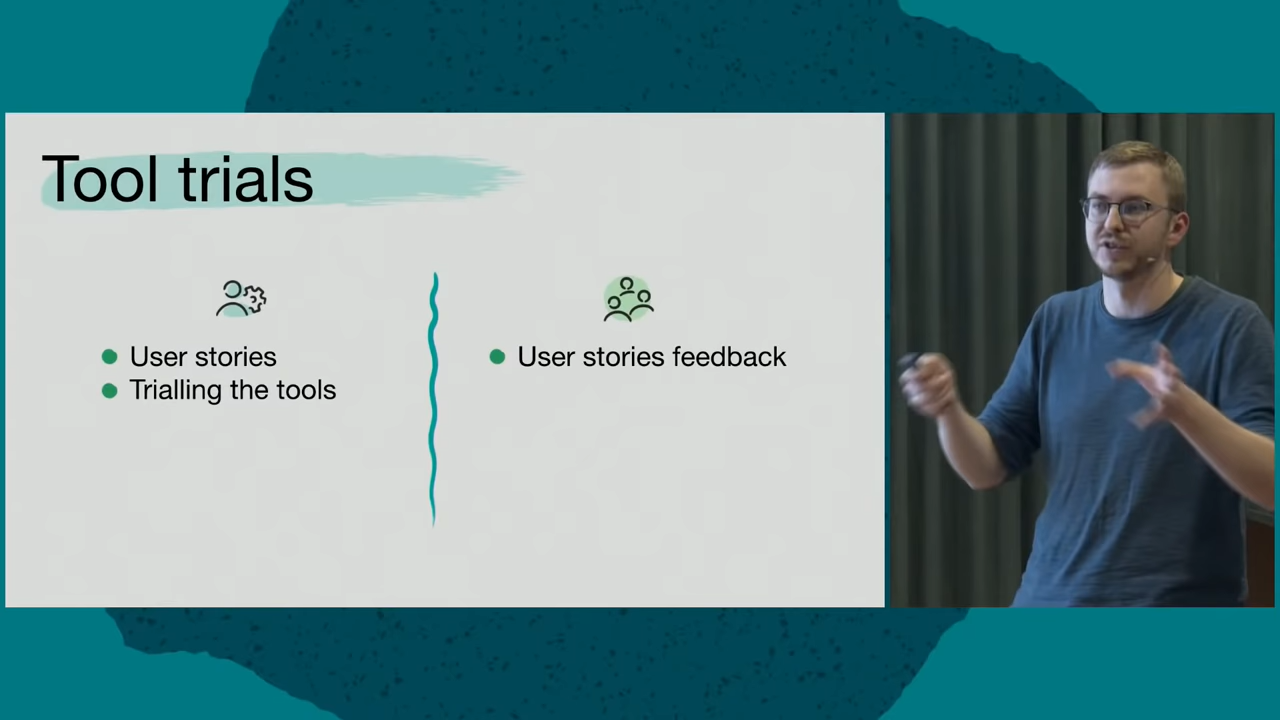 Tool trials
User stories
Trialling the tools
User stories feedback